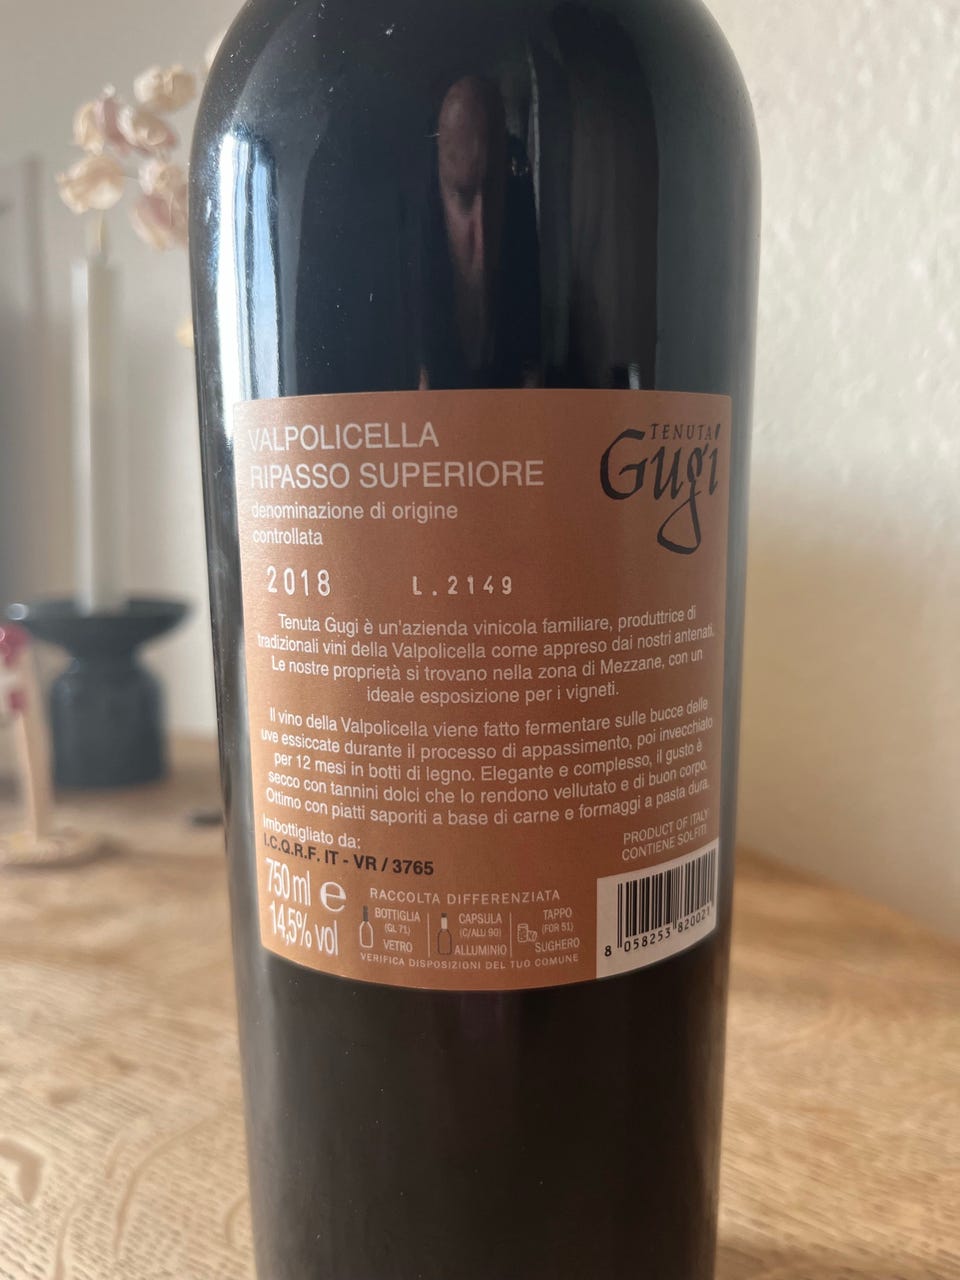 VALPOLICELLA
RIPASSO SUPERIORE
denominazione di origine
controllata
TENUTA
Gugi
2018 L.2149
Tenuta Gugi è un'azienda vinicola familiare, produttrice di
tradizionali vini della Valpolicella come appreso dai nostri antenati.
Le nostre proprietà si trovano nella zona di Mezzane, con un
ideale esposizione per i vigneti.
Il vino della Valpolicella viene fatto fermentare sulle bucce delle
uve essiccate durante il processo di appassimento, poi invecchiato
per 12 mesi in botti di legno. Elegante e complesso, il gusto è
secco con tannini dolci che lo rendono vellutato e di buon corpo.
Ottimo con piatti saporiti a base di carne e formaggi a pasta dura.
Imbottigliato da:
I.C.Q.R.F. IT - VR / 3765
PRODUCT OF ITALY
CONTIENE SOLFITI
750 ml e
14,5% vol
RACCOLTA DIFFERENZIATA
BOTTIGLIA
(GL 71)
VETRO
CAPSULA
(C/ALU 90)
ALLUMINIO
TAPPO
(FOR 51)
SUGHERO
VERIFICA DISPOSIZIONI DEL TUO COMUNE
8 058253 820021